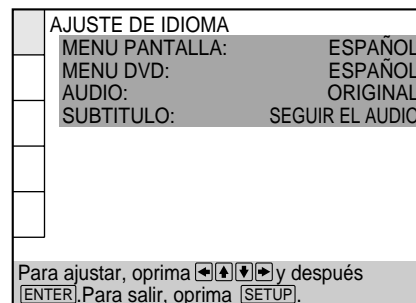 AJUSTE DE IDIOMA
MENU PANTALLA: ESPAÑOL
MENU DVD: ESPAÑOL
AUDIO: ORIGINAL
SUBTITULO: SEGUIR EL AUDIO
Para ajustar, oprima ←↑↓→ y después
ENTER.Para salir, oprima SETUP.